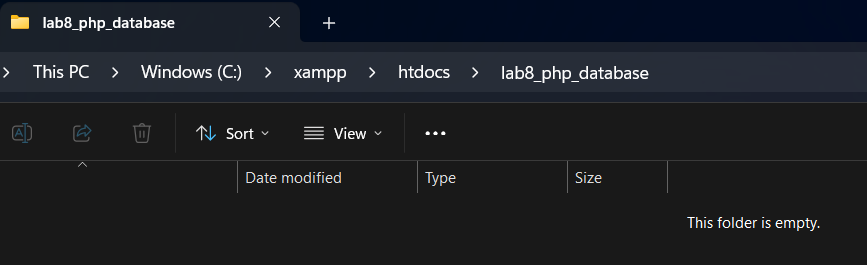 lab8_php_database
This PC > Windows (C:) > xampp > htdocs > lab8_php_database
Sort View
Date modified Type Size
This folder is empty.